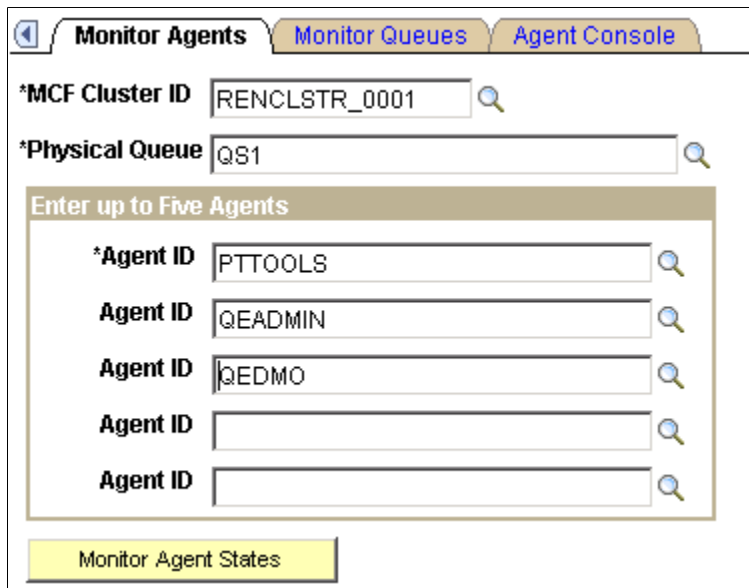 Monitor Agents Monitor Queues Agent Console
*MCF Cluster ID RENCLSTR_0001
*Physical Queue QS1
Enter up to Five Agents
*Agent ID PTTOOLS
Agent ID QEADMIN
Agent ID QEDMO
Agent ID
Agent ID
Monitor Agent States